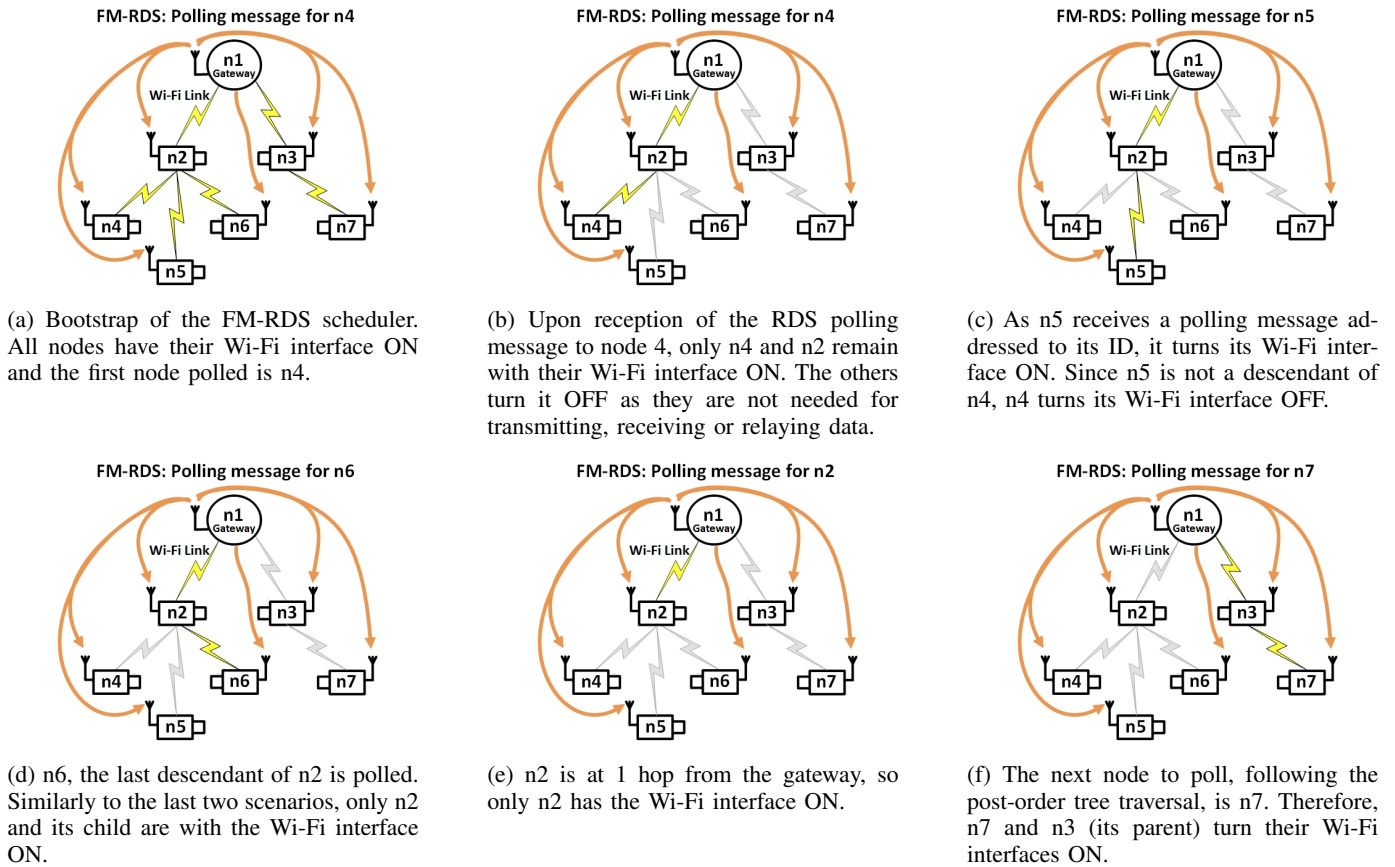 FM-RDS: Polling message for n4
n1
Gateway
Wi-Fi Link
n2
n3
n4
n6
n7
n5
(a) Bootstrap of the FM-RDS scheduler.
All nodes have their Wi-Fi interface ON
and the first node polled is n4.
FM-RDS: Polling message for n4
n1
Gateway
Wi-Fi Link
n2
n3
n4
n6
n7
n5
(b) Upon reception of the RDS polling
message to node 4, only n4 and n2 remain
with their Wi-Fi interface ON. The others
turn it OFF as they are not needed for
transmitting, receiving or relaying data.
FM-RDS: Polling message for n5
n1
Gateway
Wi-Fi Link
n2
n3
n4
n6
n7
n5
(c) As n5 receives a polling message ad-
dressed to its ID, it turns its Wi-Fi inter-
face ON. Since n5 is not a descendant of
n4, n4 turns its Wi-Fi interface OFF.
FM-RDS: Polling message for n6
n1
Gateway
Wi-Fi Link
n2
n3
n4
n6
n7
n5
(d) n6, the last descendant of n2 is polled.
Similarly to the last two scenarios, only n2
and its child are with the Wi-Fi interface
ON.
FM-RDS: Polling message for n2
n1
Gateway
Wi-Fi Link
n2
n3
n4
n6
n7
n5
(e) n2 is at 1 hop from the gateway, so
only n2 has the Wi-Fi interface ON.
FM-RDS: Polling message for n7
n1
Gateway
Wi-Fi Link
n2
n3
n4
n6
n7
n5
(f) The next node to poll, following the
post-order tree traversal, is n7. Therefore,
n7 and n3 (its parent) turn their Wi-Fi
interfaces ON.